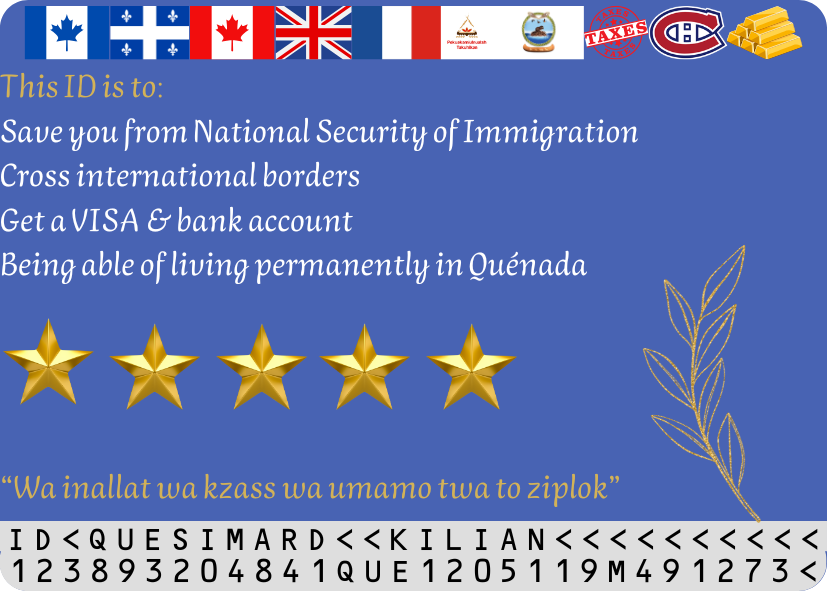 Pekuakamiulnuatsh
Takuhikan
TAXES
This ID is to:
Save you from National Security of Immigration
Cross international borders
Get a VISA & bank account
Being able of living permanently in Quénada
“Wa inallat wa kzass wa umamo twa to ziplok”
ID<QUESIMARD<<KILIAN<<<<<<<<<<
123893204841QUE1205119M491273<